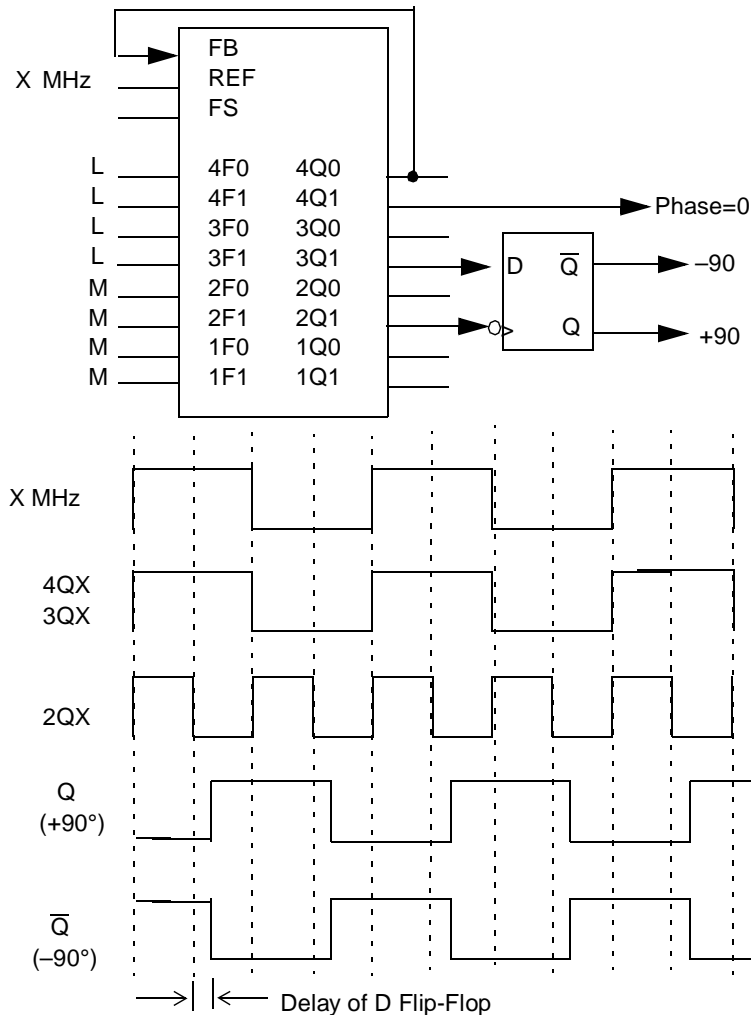 FB
X MHz REF
FS
L 4F0 4Q0
L 4F1 4Q1 Phase=0
L 3F0 3Q0
L 3F1 3Q1 D Q̅ –90
M 2F0 2Q0
M 2F1 2Q1 Q +90
M 1F0 1Q0
M 1F1 1Q1
X MHz
4QX
3QX
2QX
Q
(+90°)
Q̅
(–90°)
Delay of D Flip-Flop